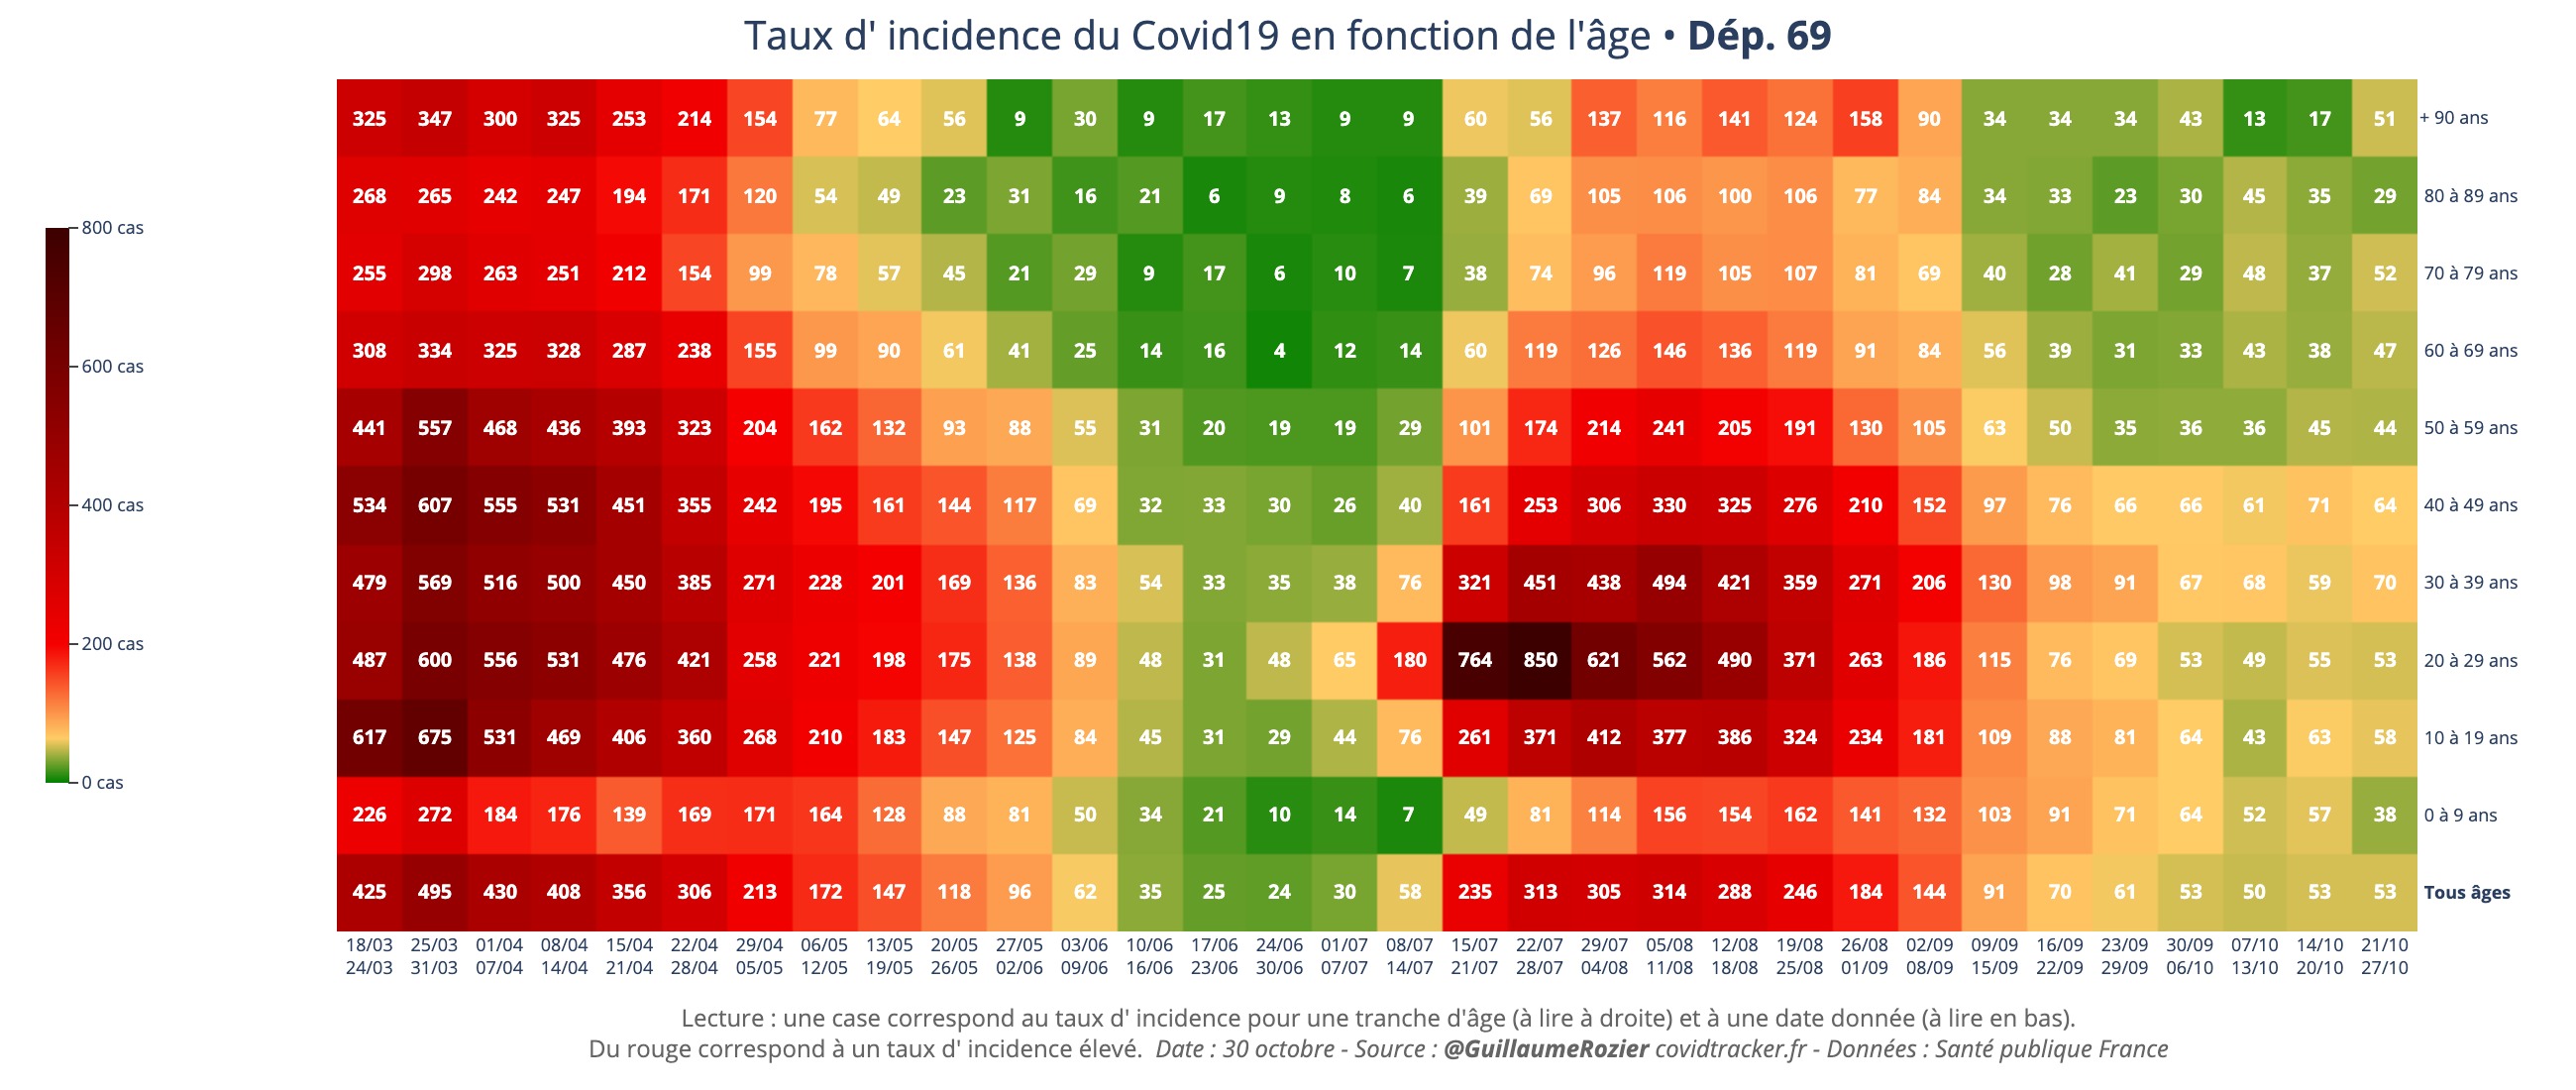 Taux d' incidence du Covid19 en fonction de l'âge • Dép. 69
325 347 300 325 253 214 154 77 64 56 9 30 9 17 13 9 9 60 56 137 116 141 124 158 90 34 34 34 43 13 17 51 + 90 ans
268 265 242 247 194 171 120 54 49 23 31 16 21 6 9 8 6 39 69 105 106 100 106 77 84 34 33 23 30 45 35 29 80 à 89 ans
255 298 263 251 212 154 99 78 57 45 21 29 9 17 6 10 7 38 74 96 119 105 107 81 69 40 28 41 29 48 37 52 70 à 79 ans
308 334 325 328 287 238 155 99 90 61 41 25 14 16 4 12 14 60 119 126 146 136 119 91 84 56 39 31 33 43 38 47 60 à 69 ans
441 557 468 436 393 323 204 162 132 93 88 55 31 20 19 19 29 101 174 214 241 205 191 130 105 63 50 35 36 36 45 44 50 à 59 ans
534 607 555 531 451 355 242 195 161 144 117 69 32 33 30 26 40 161 253 306 330 325 276 210 152 97 76 66 66 61 71 64 40 à 49 ans
479 569 516 500 450 385 271 228 201 169 136 83 54 33 35 38 76 321 451 438 494 421 359 271 206 130 98 91 67 68 59 70 30 à 39 ans
487 600 556 531 476 421 258 221 198 175 138 89 48 31 48 65 180 764 850 621 562 490 371 263 186 115 76 69 53 49 55 53 20 à 29 ans
617 675 531 469 406 360 268 210 183 147 125 84 45 31 29 44 76 261 371 412 377 386 324 234 181 109 88 81 64 43 63 58 10 à 19 ans
226 272 184 176 139 169 171 164 128 88 81 50 34 21 10 14 7 49 81 114 156 154 162 141 132 103 91 71 64 52 57 38 0 à 9 ans
425 495 430 408 356 306 213 172 147 118 96 62 35 25 24 30 58 235 313 305 314 288 246 184 144 91 70 61 53 50 53 53 Tous âges
18/03 25/03 01/04 08/04 15/04 22/04 29/04 06/05 13/05 20/05 27/05 03/06 10/06 17/06 24/06 01/07 08/07 15/07 22/07 29/07 05/08 12/08 19/08 26/08 02/09 09/09 16/09 23/09 30/09 07/10 14/10 21/10
24/03 31/03 07/04 14/04 21/04 28/04 05/05 12/05 19/05 26/05 02/06 09/06 16/06 23/06 30/06 07/07 14/07 21/07 28/07 04/08 11/08 18/08 25/08 01/09 08/09 15/09 22/09 29/09 06/10 13/10 20/10 27/10
800 cas
600 cas
400 cas
200 cas
0 cas
Lecture : une case correspond au taux d' incidence pour une tranche d'âge (à lire à droite) et à une date donnée (à lire en bas).
Du rouge correspond à un taux d' incidence élevé. Date : 30 octobre - Source : @GuillaumeRozier covidtracker.fr - Données : Santé publique France